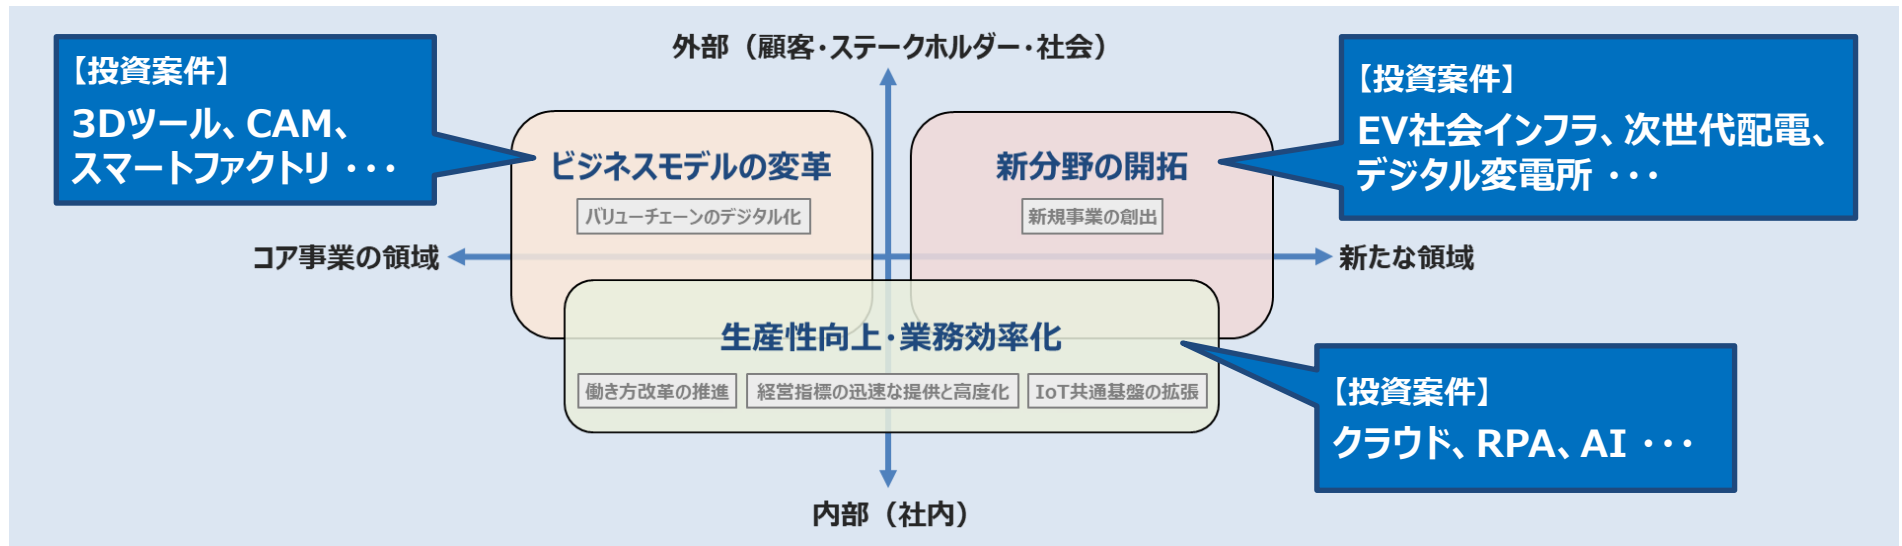 外部（顧客・ステークホルダー・社会）
【投資案件】
3Dツール、CAM、
スマートファクトリ ・・・
【投資案件】
EV社会インフラ、次世代配電、
デジタル変電所 ・・・
ビジネスモデルの変革
バリューチェーンのデジタル化
新分野の開拓
新規事業の創出
コア事業の領域
新たな領域
生産性向上・業務効率化
働き方改革の推進
経営指標の迅速な提供と高度化
IoT共通基盤の拡張
【投資案件】
クラウド、RPA、AI ・・・
内部（社内）